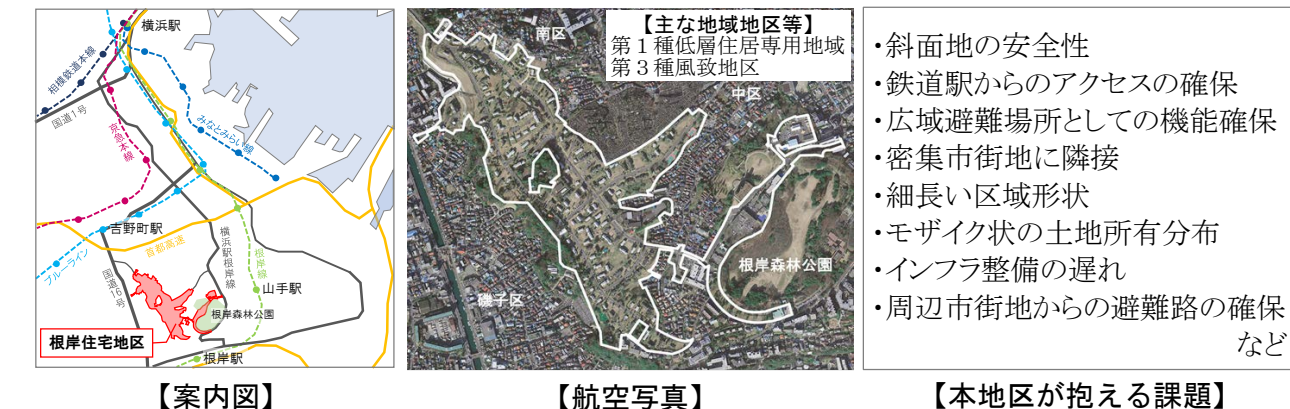 横浜駅
相模鉄道本線
国道1号
京急本線
みなとみらい線
吉野町駅
首都高速
ブルーライン
国道16号
横浜駅根岸線
根岸線
山手駅
根岸森林公園
根岸住宅地区
根岸駅
【案内図】
【主な地域地区等】
第1種低層住居専用地域
第3種風致地区
南区
中区
根岸森林公園
磯子区
【航空写真】
・斜面地の安全性
・鉄道駅からのアクセスの確保
・広域避難場所としての機能確保
・密集市街地に隣接
・細長い区域形状
・モザイク状の土地所有分布
・インフラ整備の遅れ
・周辺市街地からの避難路の確保
など
【本地区が抱える課題】